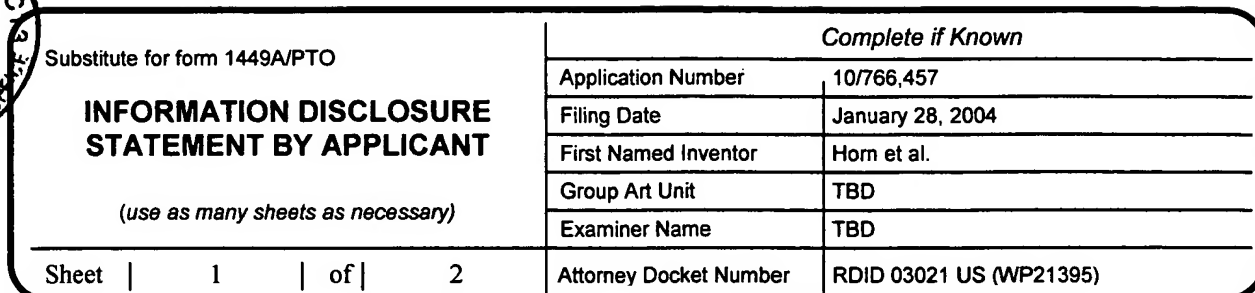 Substitute for form 1449A/PTO
INFORMATION DISCLOSURE
STATEMENT BY APPLICANT
(use as many sheets as necessary)
Sheet 1 of 2
Complete if Known
Application Number 10/766,457
Filing Date January 28, 2004
First Named Inventor Horn et al.
Group Art Unit TBD
Examiner Name TBD
Attorney Docket Number RDID 03021 US (WP21395)